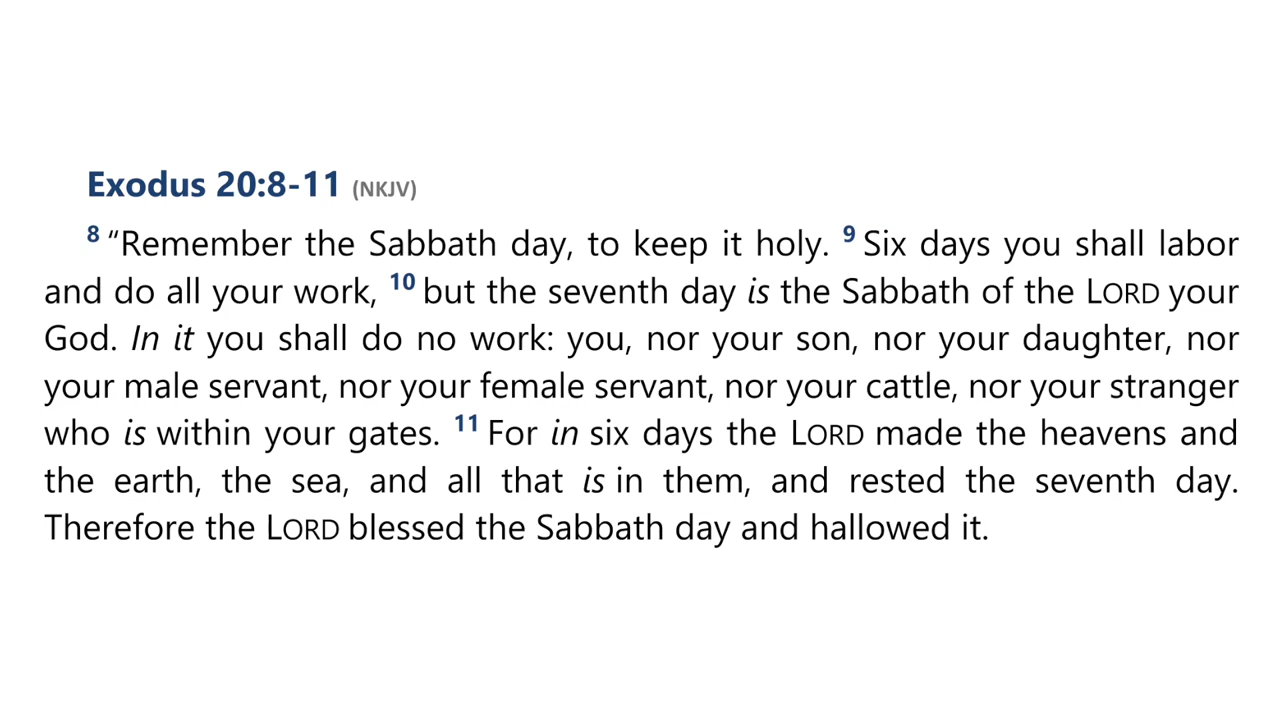 Exodus 20:8-11 (NKJV)
8 “Remember the Sabbath day, to keep it holy. 9 Six days you shall labor
and do all your work, 10 but the seventh day is the Sabbath of the LORD your
God. In it you shall do no work: you, nor your son, nor your daughter, nor
your male servant, nor your female servant, nor your cattle, nor your stranger
who is within your gates. 11 For in six days the LORD made the heavens and
the earth, the sea, and all that is in them, and rested the seventh day.
Therefore the LORD blessed the Sabbath day and hallowed it.